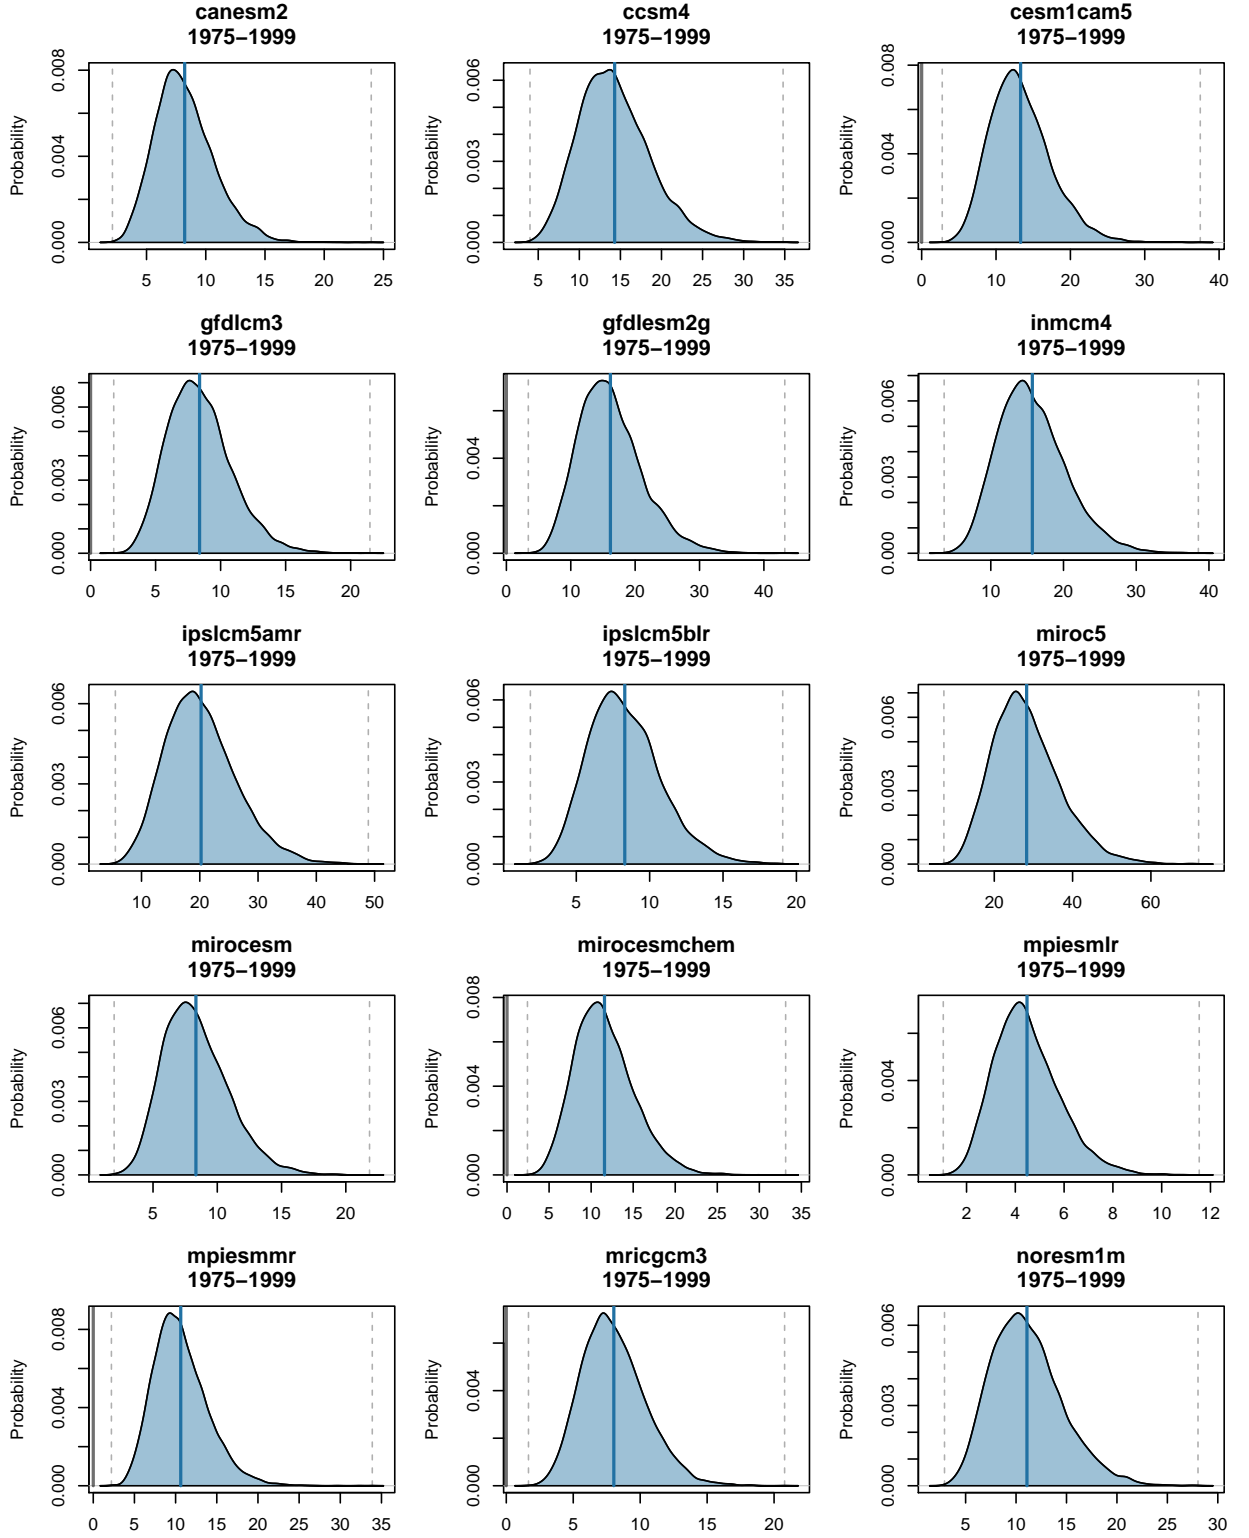 canesm2 ccsm4 cesm1cam5
1975−1999 1975−1999 1975−1999
Probability Probability Probability
0.000 0.004 0.008 0.000 0.003 0.006 0.000 0.004 0.008
5 10 15 20 25 5 10 15 20 25 30 35 0 10 20 30 40
gfdlcm3 gfdlesm2g inmcm4
1975−1999 1975−1999 1975−1999
Probability Probability Probability
0.000 0.003 0.006 0.000 0.004 0.000 0.003 0.006
0 5 10 15 20 0 10 20 30 40 10 20 30 40
ipslcm5amr ipslcm5blr miroc5
1975−1999 1975−1999 1975−1999
Probability Probability Probability
0.000 0.003 0.006 0.000 0.003 0.006 0.000 0.003 0.006
10 20 30 40 50 5 10 15 20 20 40 60
mirocesm mirocesmchem mpiesmlr
1975−1999 1975−1999 1975−1999
Probability Probability Probability
0.000 0.003 0.006 0.000 0.004 0.008 0.000 0.004
5 10 15 20 0 5 10 15 20 25 30 35 2 4 6 8 10 12
mpiesmmr mricgcm3 noresm1m
1975−1999 1975−1999 1975−1999
Probability Probability Probability
0.000 0.004 0.008 0.000 0.004 0.000 0.003 0.006
0 5 10 15 20 25 30 35 0 5 10 15 20 5 10 15 20 25 30